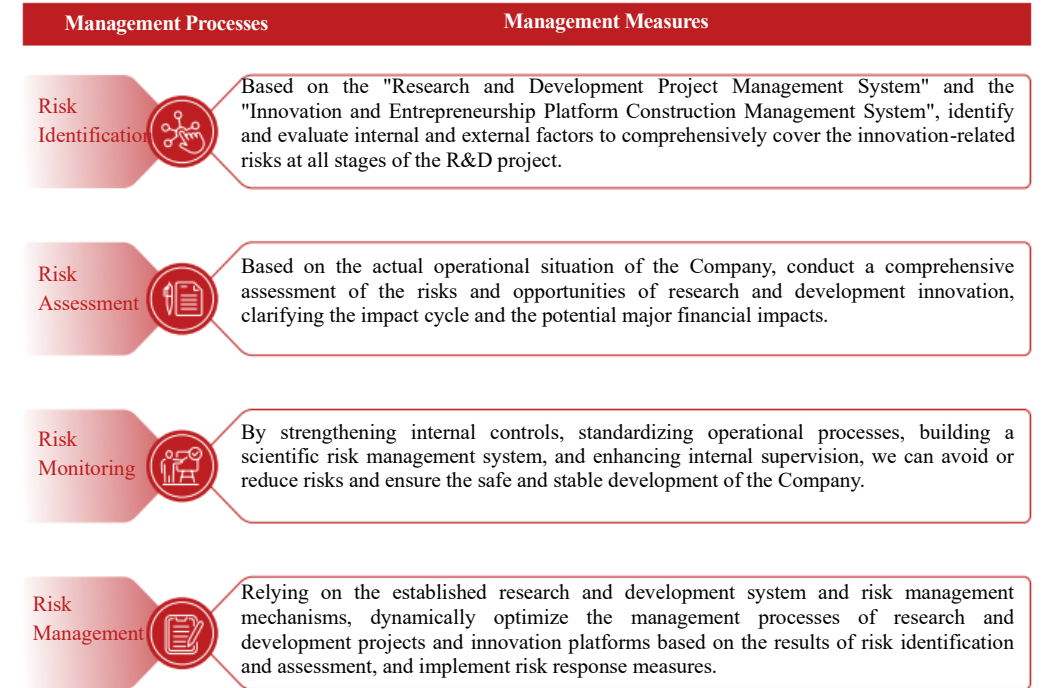 Management Processes
Management Measures
Risk
Identification
Based on the "Research and Development Project Management System" and the
"Innovation and Entrepreneurship Platform Construction Management System", identify
and evaluate internal and external factors to comprehensively cover the innovation-related
risks at all stages of the R&D project.
Risk
Assessment
Based on the actual operational situation of the Company, conduct a comprehensive
assessment of the risks and opportunities of research and development innovation,
clarifying the impact cycle and the potential major financial impacts.
Risk
Monitoring
By strengthening internal controls, standardizing operational processes, building a
scientific risk management system, and enhancing internal supervision, we can avoid or
reduce risks and ensure the safe and stable development of the Company.
Risk
Management
Relying on the established research and development system and risk management
mechanisms, dynamically optimize the management processes of research and
development projects and innovation platforms based on the results of risk identification
and assessment, and implement risk response measures.